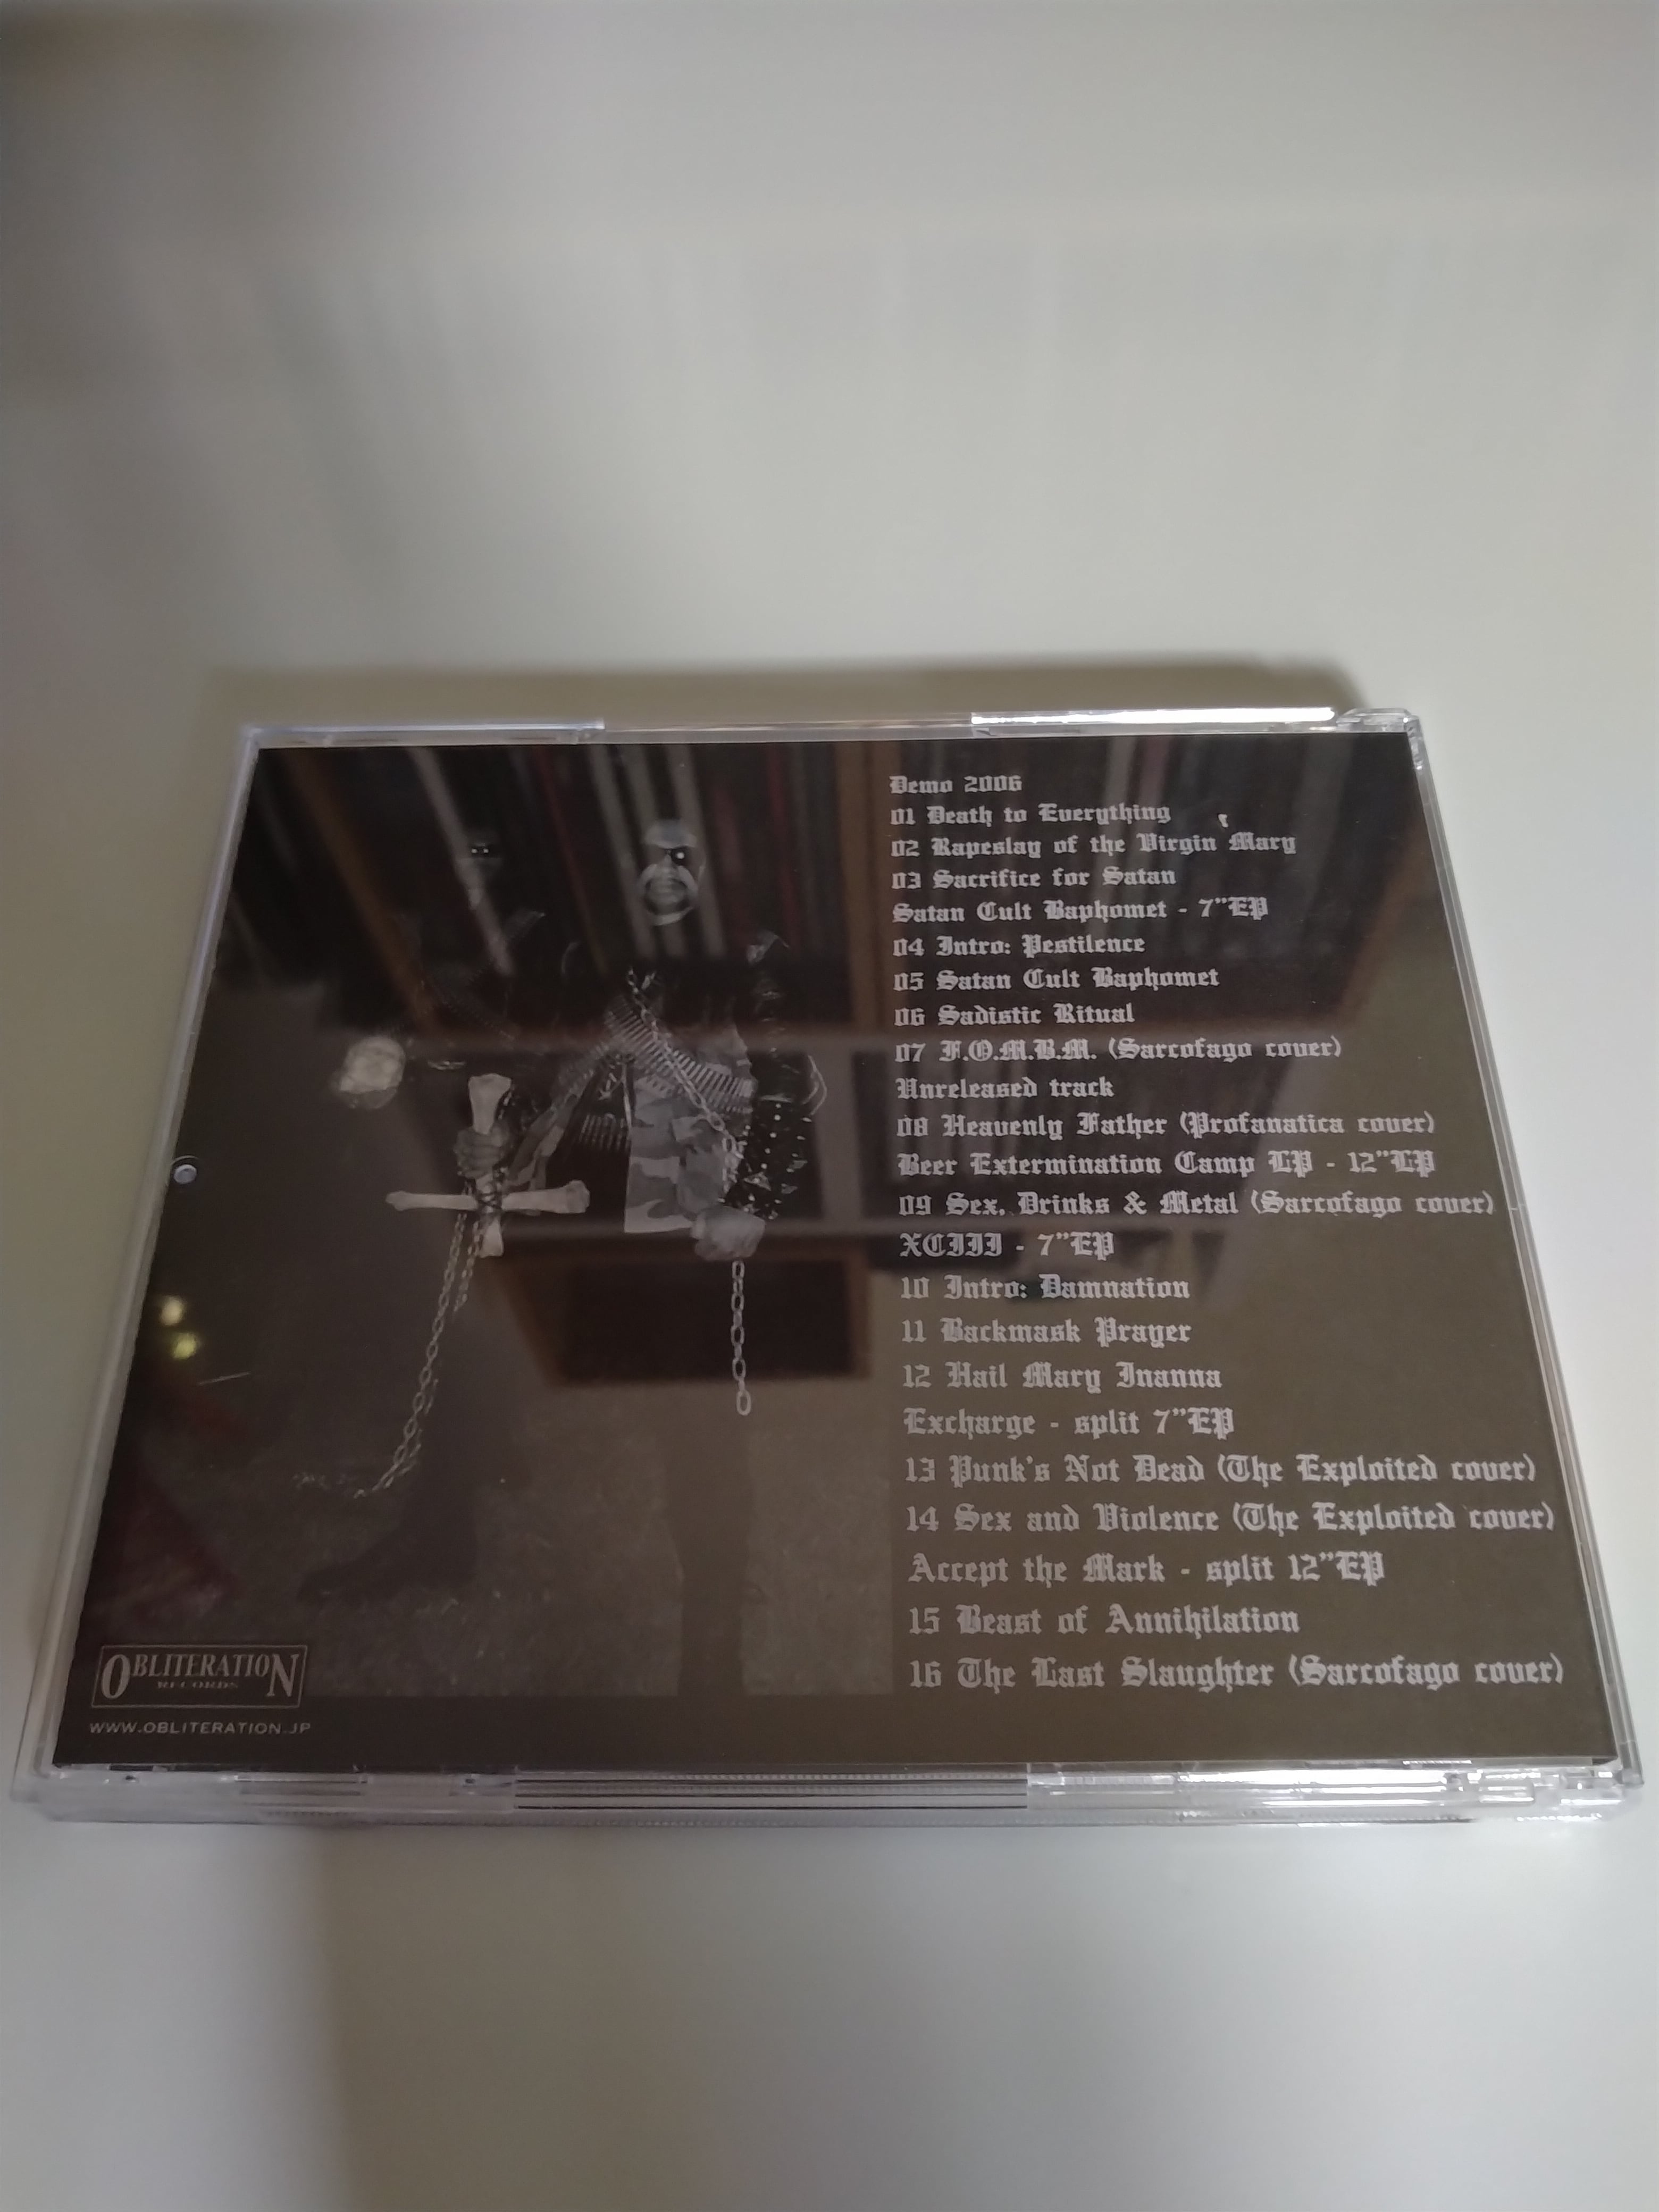 Demo 2006
01 Death to Everything
02 Rapeslay of the Virgin Mary
03 Sacrifice for Satan
Satan Cult Baphomet - 7"EP
04 Intro: Pestilence
05 Satan Cult Baphomet
06 Sadistic Ritual
07 F.O.M.B.M. (Sarcofago cover)
Unreleased track
08 Heavenly Father (Profanatica cover)
Beer Extermination Camp LP - 12"LP
09 Sex, Drinks & Metal (Sarcofago cover)
XCIII - 7"EP
10 Intro: Damnation
11 Backmask Prayer
12 Hail Mary Inanna
Excharge - split 7"EP
13 Punk's Not Dead (The Exploited cover)
14 Sex and Violence (The Exploited cover)
Accept the Mark - split 12"EP
15 Beast of Annihilation
16 The Last Slaughter (Sarcofago cover)
OBLITERATION
RECORDS
WWW.OBLITERATION.JP